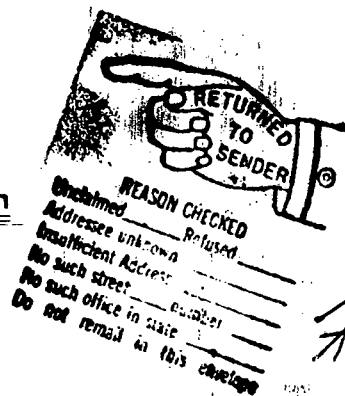 RETURNED
TO
SENDER
n
REASON CHECKED
Unclaimed Refused
Addressee unknown
Insufficient Address
No such street number
No such office in state
Do not remail in this envelope